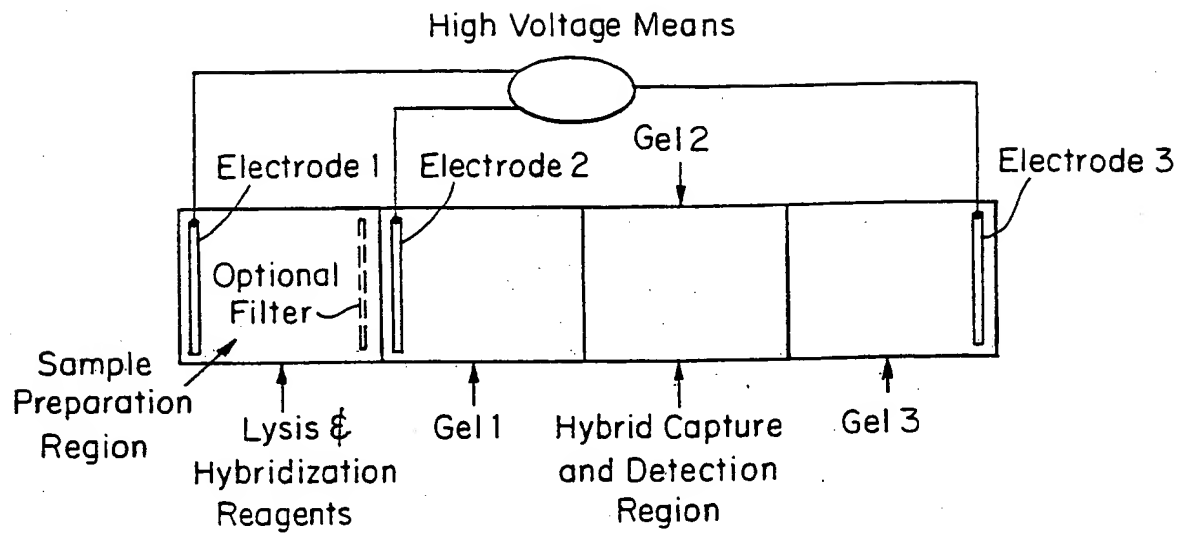 High Voltage Means
Gel 2
Electrode 1
Electrode 2
Electrode 3
Optional
Filter
Sample
Preparation
Region
Lysis &
Hybridization
Reagents
Gel 1
Hybrid Capture
and Detection
Region
Gel 3